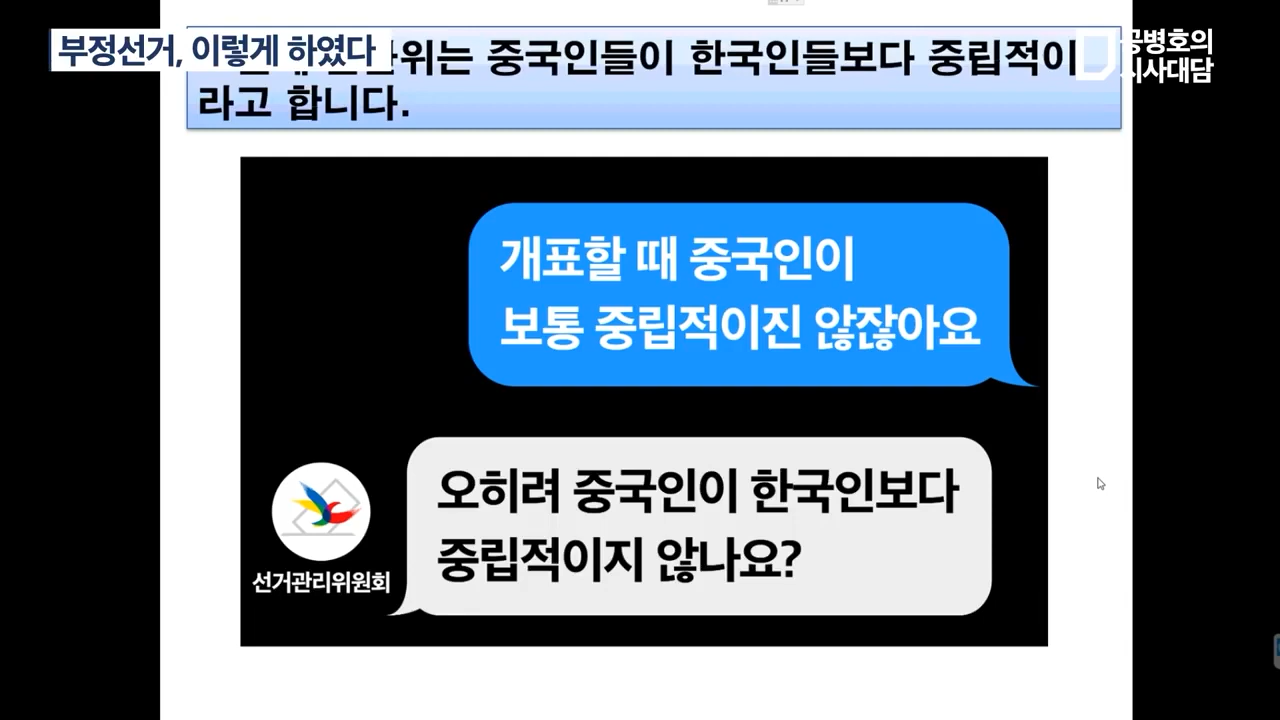 부정선거, 이렇게 하였다
위는 중국인들이 한국인들보다 중립적이
라고 합니다.
공병호의
시사대담
개표할 때 중국인이
보통 중립적이진 않잖아요
오히려 중국인이 한국인보다
중립적이지 않나요?
선거관리위원회